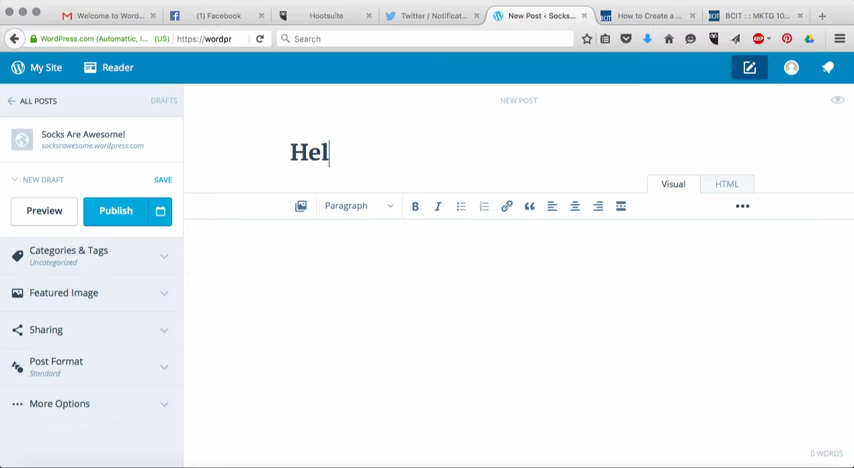 Welcome to Word...
(1) Facebook
Hootsuite
Twitter / Notificat...
New Post ‹ Socks...
How to Create a ...
BCIT : : MKTG 10...
WordPress.com (Automattic, I... (US)
https://wordpr
Search
ABP
My Site
Reader
ALL POSTS
DRAFTS
NEW POST
Socks Are Awesome!
socksrawesome.wordpress.com
Hel
NEW DRAFT
SAVE
Visual
HTML
Preview
Publish
Paragraph
B
I
Categories & Tags
Uncategorized
Featured Image
Sharing
Post Format
Standard
More Options
0 WORDS